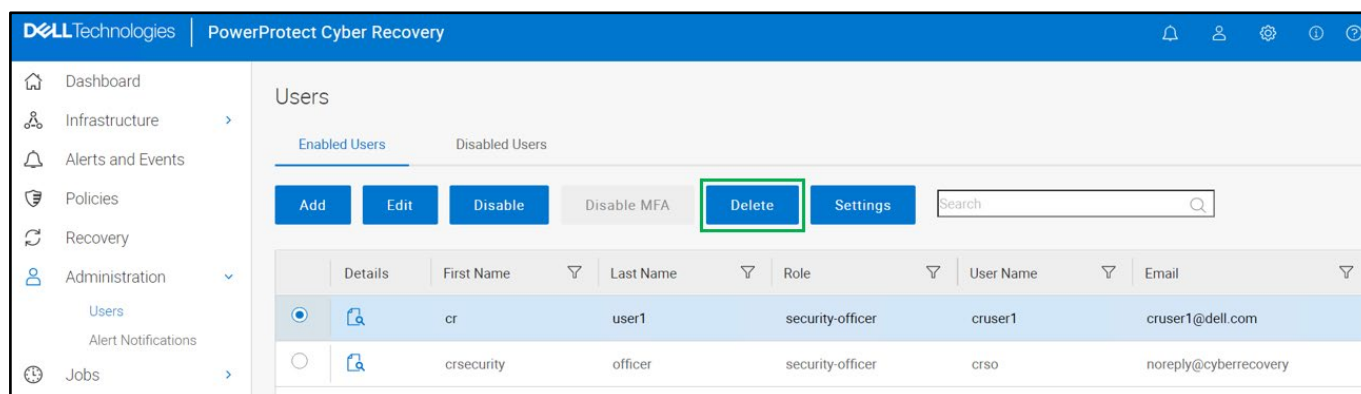 DELLTechnologies PowerProtect Cyber Recovery
Dashboard
Infrastructure
Alerts and Events
Policies
Recovery
Administration
Users
Alert Notifications
Jobs
Users
Enabled Users Disabled Users
Add Edit Disable Disable MFA Delete Settings Search
Details First Name Last Name Role User Name Email
cr user1 security-officer cruser1 cruser1@dell.com
crsecurity officer security-officer crso noreply@cyberrecovery